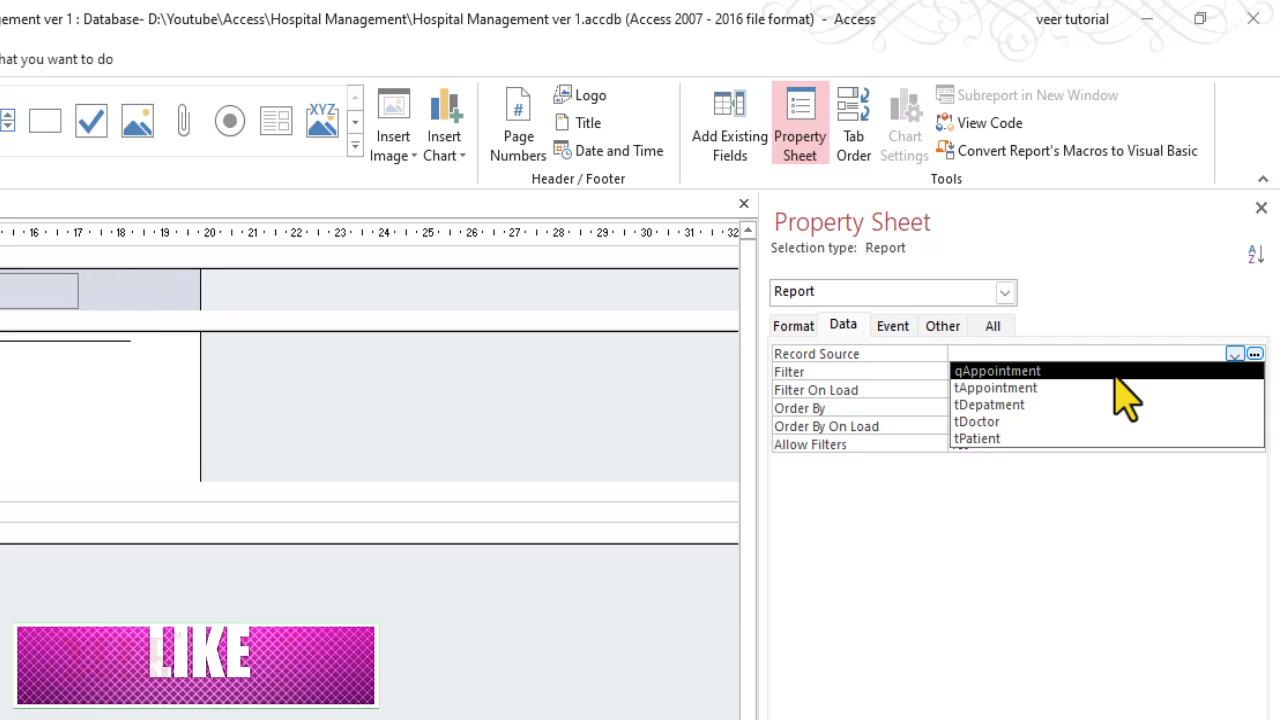 ement ver 1 : Database- D:\Youtube\Access\Hospital Management\Hospital Management ver 1.accdb (Access 2007 - 2016 file format) - Access
veer tutorial
hat you want to do
XYZ
Insert Image
Insert Chart
#
Page Numbers
Logo
Title
Date and Time
Header / Footer
Add Existing Fields
Property Sheet
Tab Order
Chart Settings
Subreport in New Window
View Code
Convert Report's Macros to Visual Basic
Tools
16 17 18 19 20 21 22 23 24 25 26 27 28 29 30 31 32
Property Sheet
Selection type: Report
A
Z
Report
Format Data Event Other All
Record Source
Filter
Filter On Load
Order By
Order By On Load
Allow Filters
qAppointment
tAppointment
tDepatment
tDoctor
tPatient
LIKE